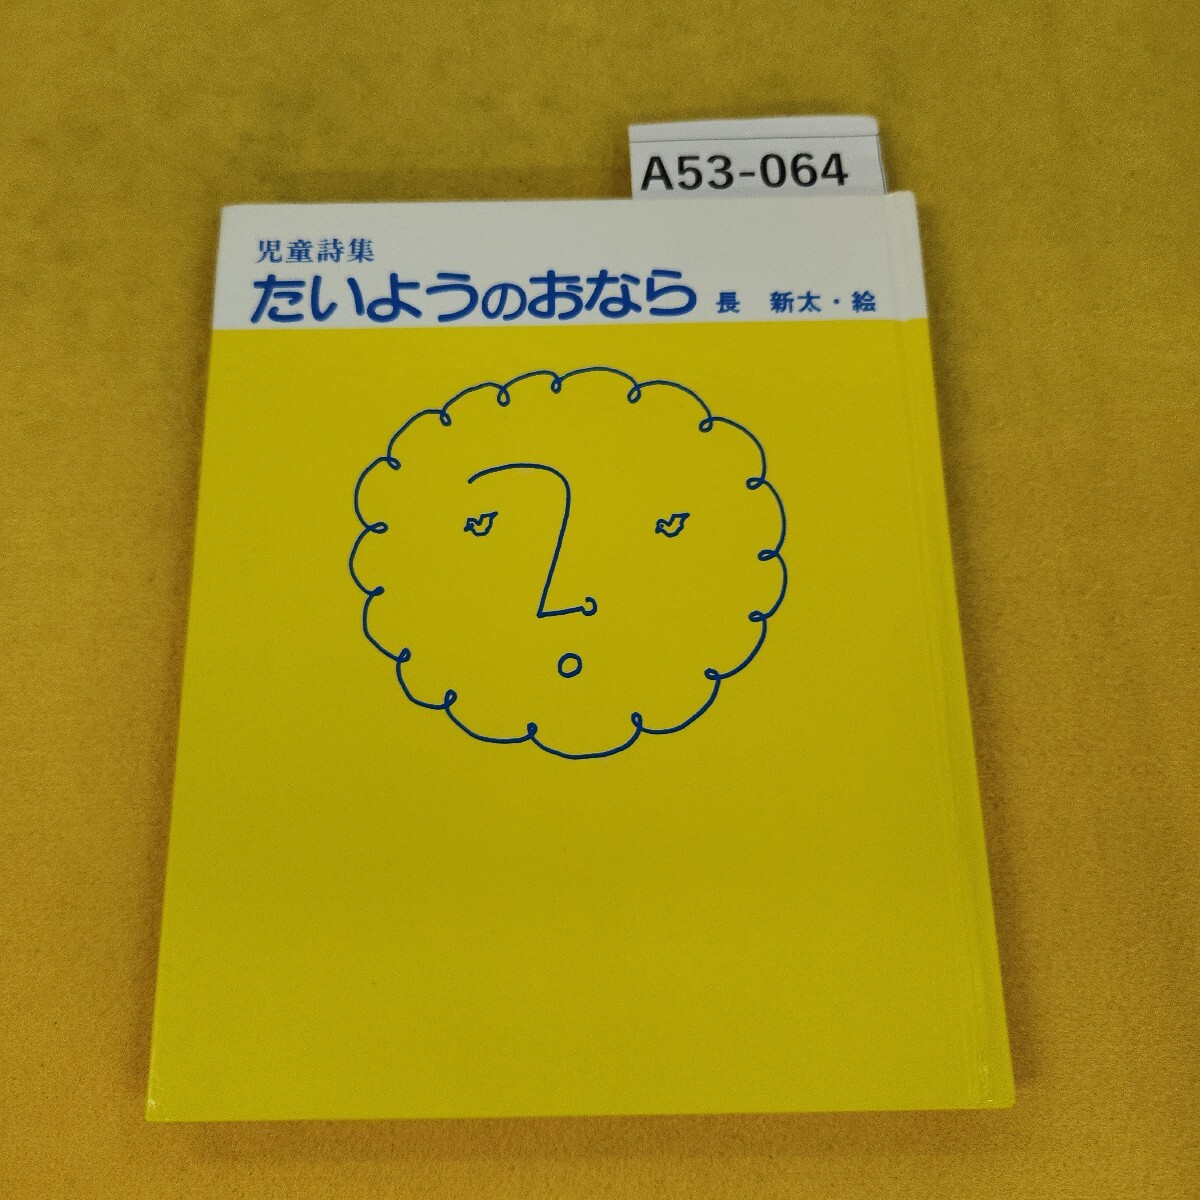 A53-064
児童詩集
たいようのおなら 長 新太・絵